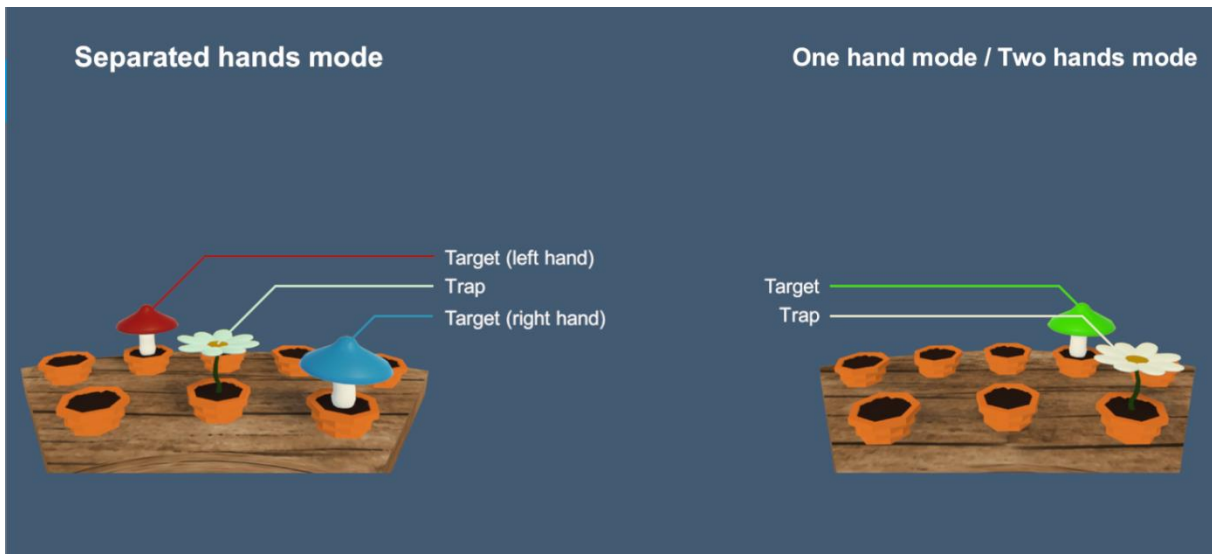 Separated hands mode
Target (left hand)
Trap
Target (right hand)
One hand mode / Two hands mode
Target
Trap